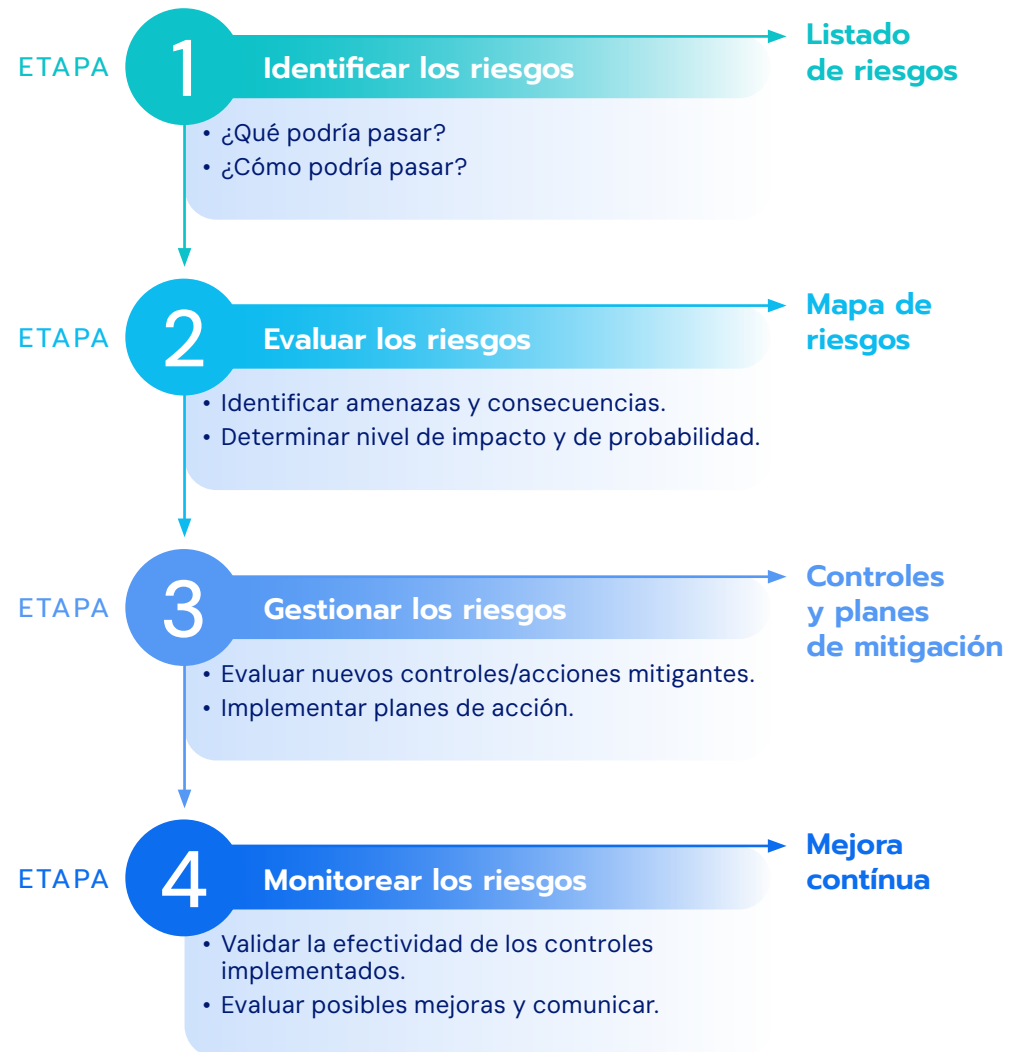 ETAPA
1
Identificar los riesgos
Listado
de riesgos
• ¿Qué podría pasar?
• ¿Cómo podría pasar?
ETAPA
2
Evaluar los riesgos
Mapa de
riesgos
• Identificar amenazas y consecuencias.
• Determinar nivel de impacto y de probabilidad.
ETAPA
3
Gestionar los riesgos
Controles
y planes
de mitigación
• Evaluar nuevos controles/acciones mitigantes.
• Implementar planes de acción.
ETAPA
4
Monitorear los riesgos
Mejora
contínua
• Validar la efectividad de los controles
implementados.
• Evaluar posibles mejoras y comunicar.